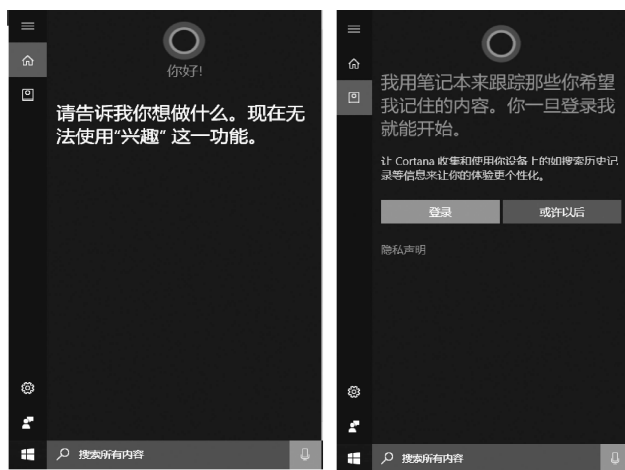 你好!
请告诉我你想做什么。现在无
法使用“兴趣” 这一功能。
搜索所有内容
我用笔记本来跟踪那些你希望
我记住的内容。你一旦登录我
就能开始。
让 Cortana 收集和使用你设备上的如搜索历史记
录等信息来让你的体验更个性化。
登录
或许以后
隐私声明
搜索所有内容